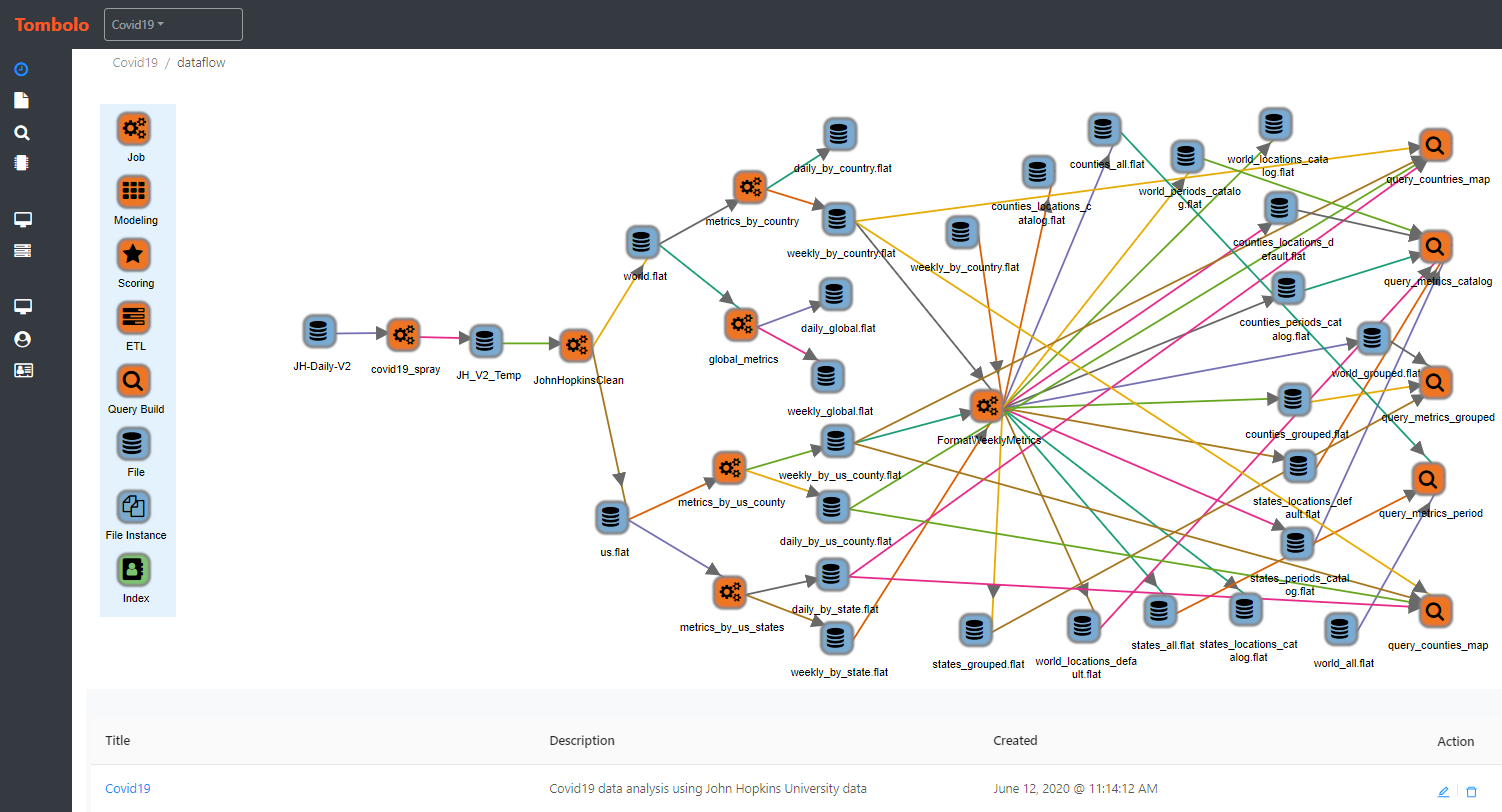 Tombolo
Covid19
Covid19 / dataflow
Job
Modeling
Scoring
ETL
Query Build
File
File Instance
Index
JH-Daily-V2
covid19_spray
JH_V2_Temp
JohnHopkinsClean
world.flat
us.flat
metrics_by_country
global_metrics
metrics_by_us_county
metrics_by_us_states
daily_by_country.flat
weekly_by_country.flat
daily_global.flat
weekly_global.flat
weekly_by_us_county.flat
daily_by_us_county.flat
daily_by_state.flat
weekly_by_state.flat
weekly_by_country.flat
FormatWeeklyMetrics
counties_locations_c
atalog.flat
counties_all.flat
world_periods_catalo
g.flat
world_locations_cata
log.flat
counties_locations_d
efault.flat
counties_periods_cat
alog.flat
world_grouped.flat
counties_grouped.flat
states_locations_def
ault.flat
states_periods_catal
og.flat
states_grouped.flat
world_locations_defa
ult.flat
states_all.flat
states_locations_cat
alog.flat
world_all.flat
query_countries_map
query_metrics_catalog
query_metrics_grouped
query_metrics_period
query_counties_map
Title Description Created Action
Covid19 Covid19 data analysis using John Hopkins University data June 12, 2020 @ 11:14:12 AM